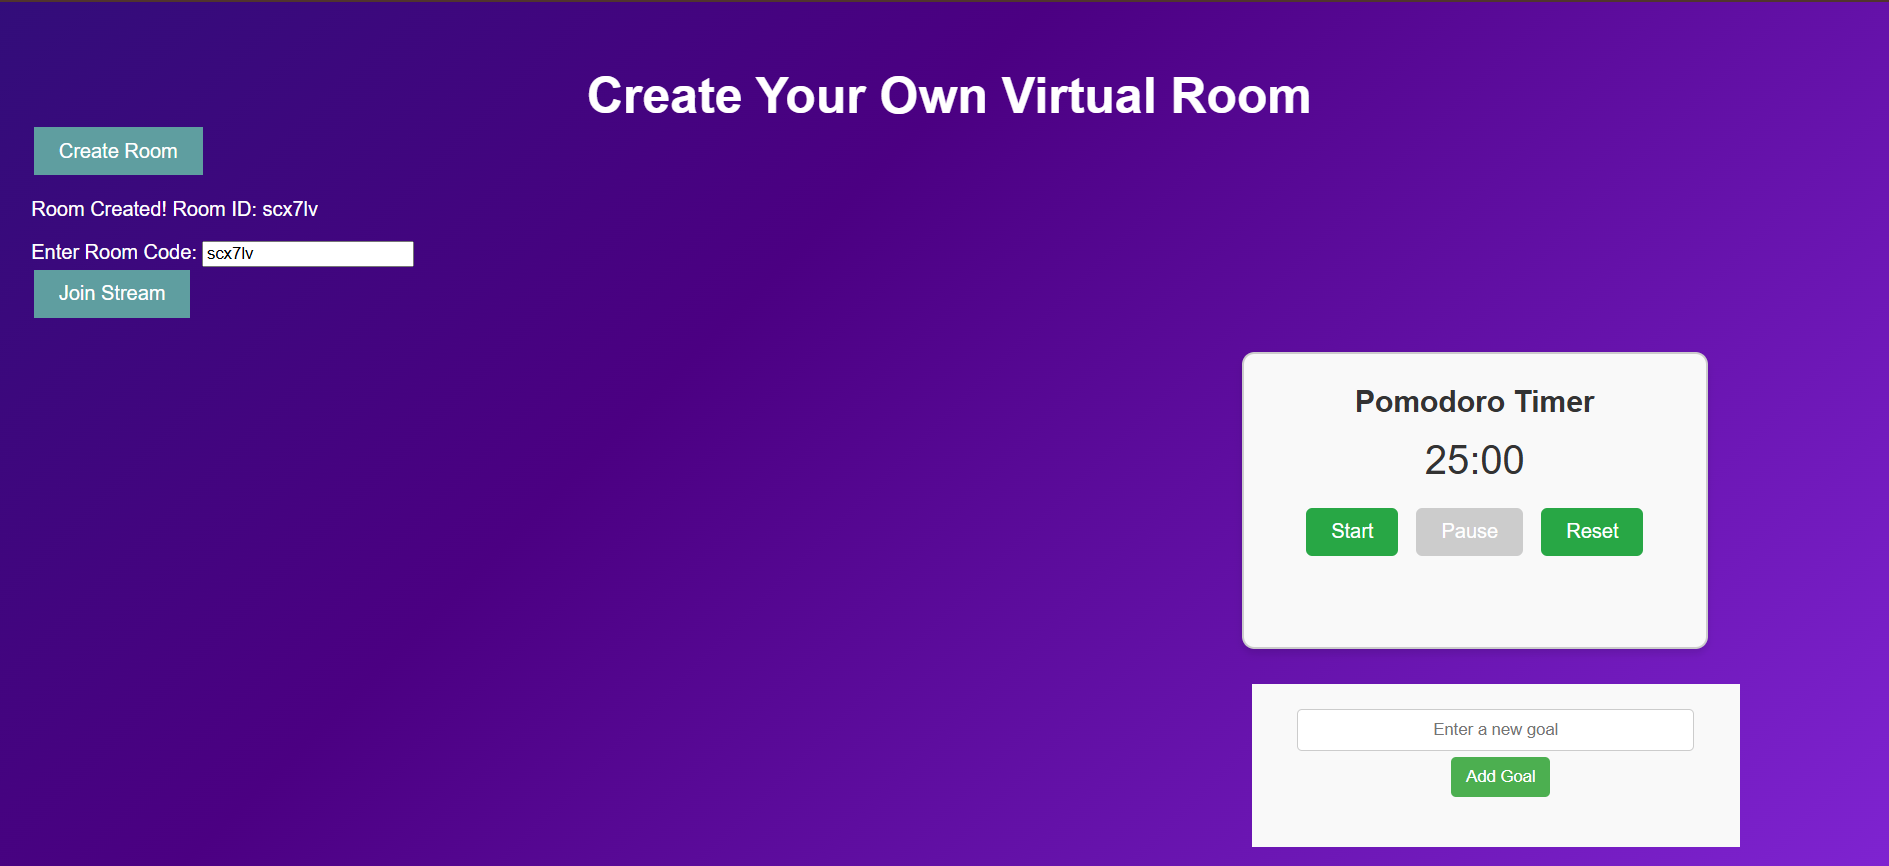 Create Your Own Virtual Room
Create Room
Room Created! Room ID: scx7lv
Enter Room Code: scx7lv
Join Stream
Pomodoro Timer
25:00
Start Pause Reset
Enter a new goal
Add Goal